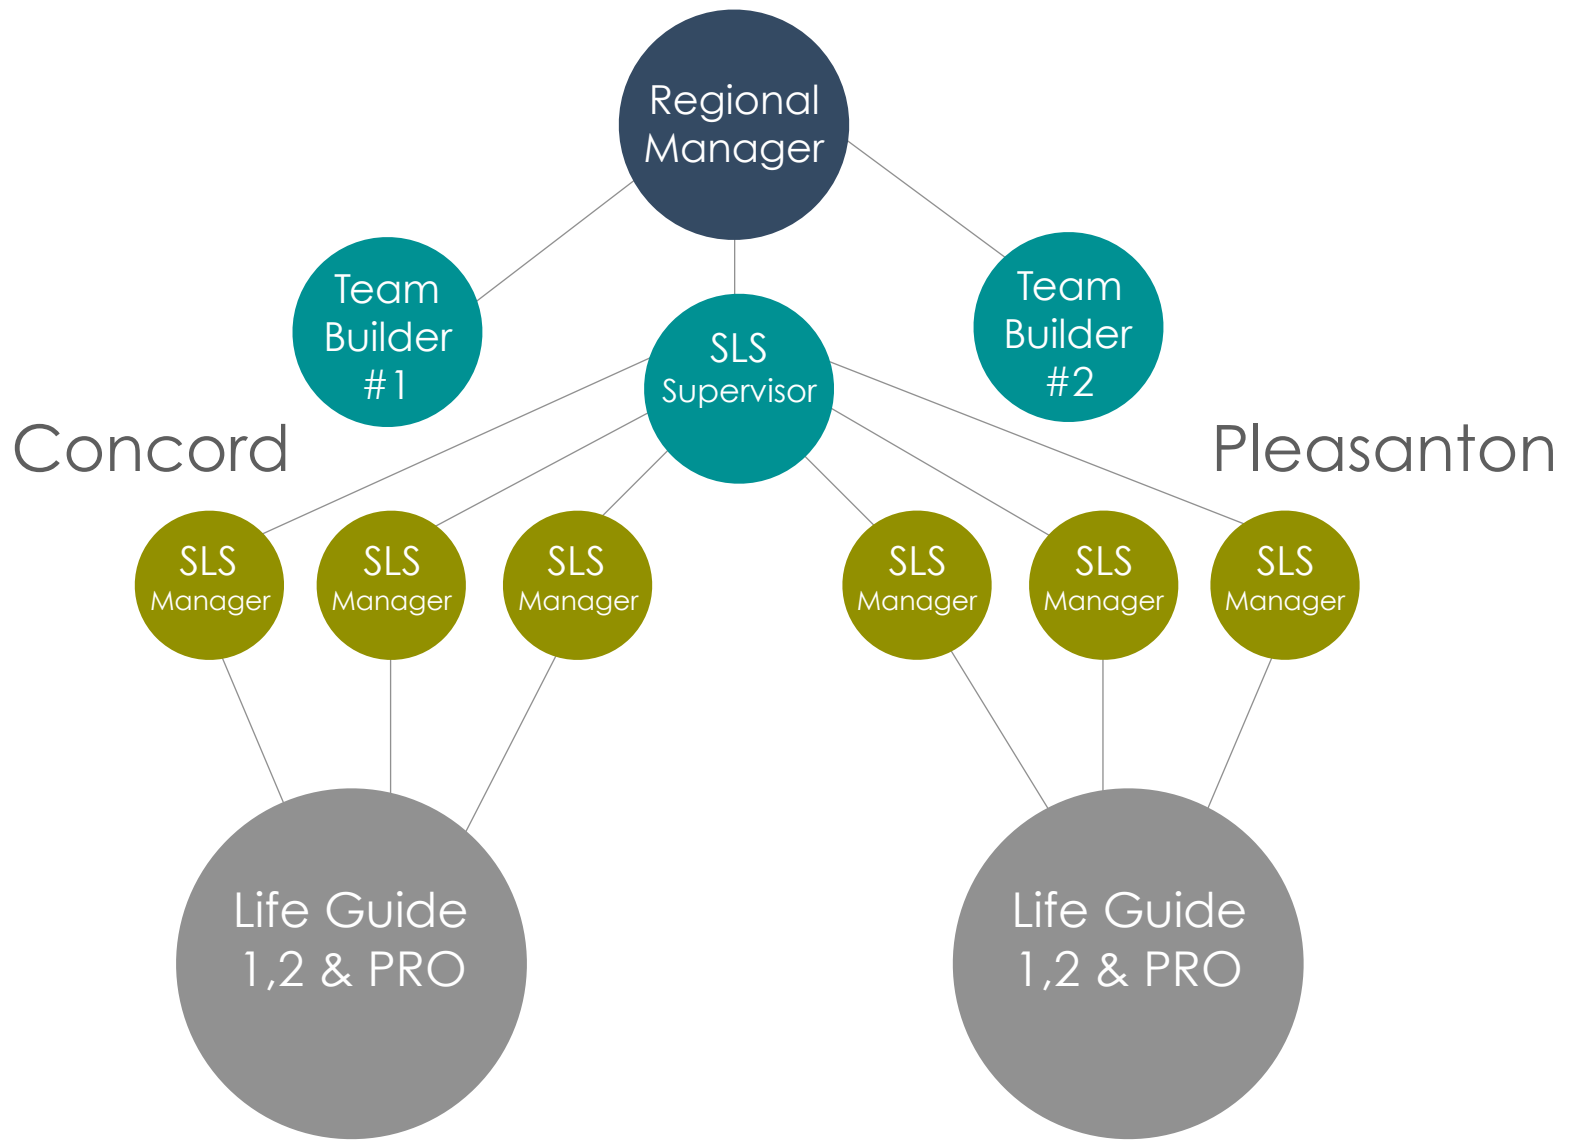 Regional
Manager
Team
Builder
#1
SLS
Supervisor
Team
Builder
#2
Concord
Pleasanton
SLS
Manager
SLS
Manager
SLS
Manager
SLS
Manager
SLS
Manager
SLS
Manager
Life Guide
1,2 & PRO
Life Guide
1,2 & PRO